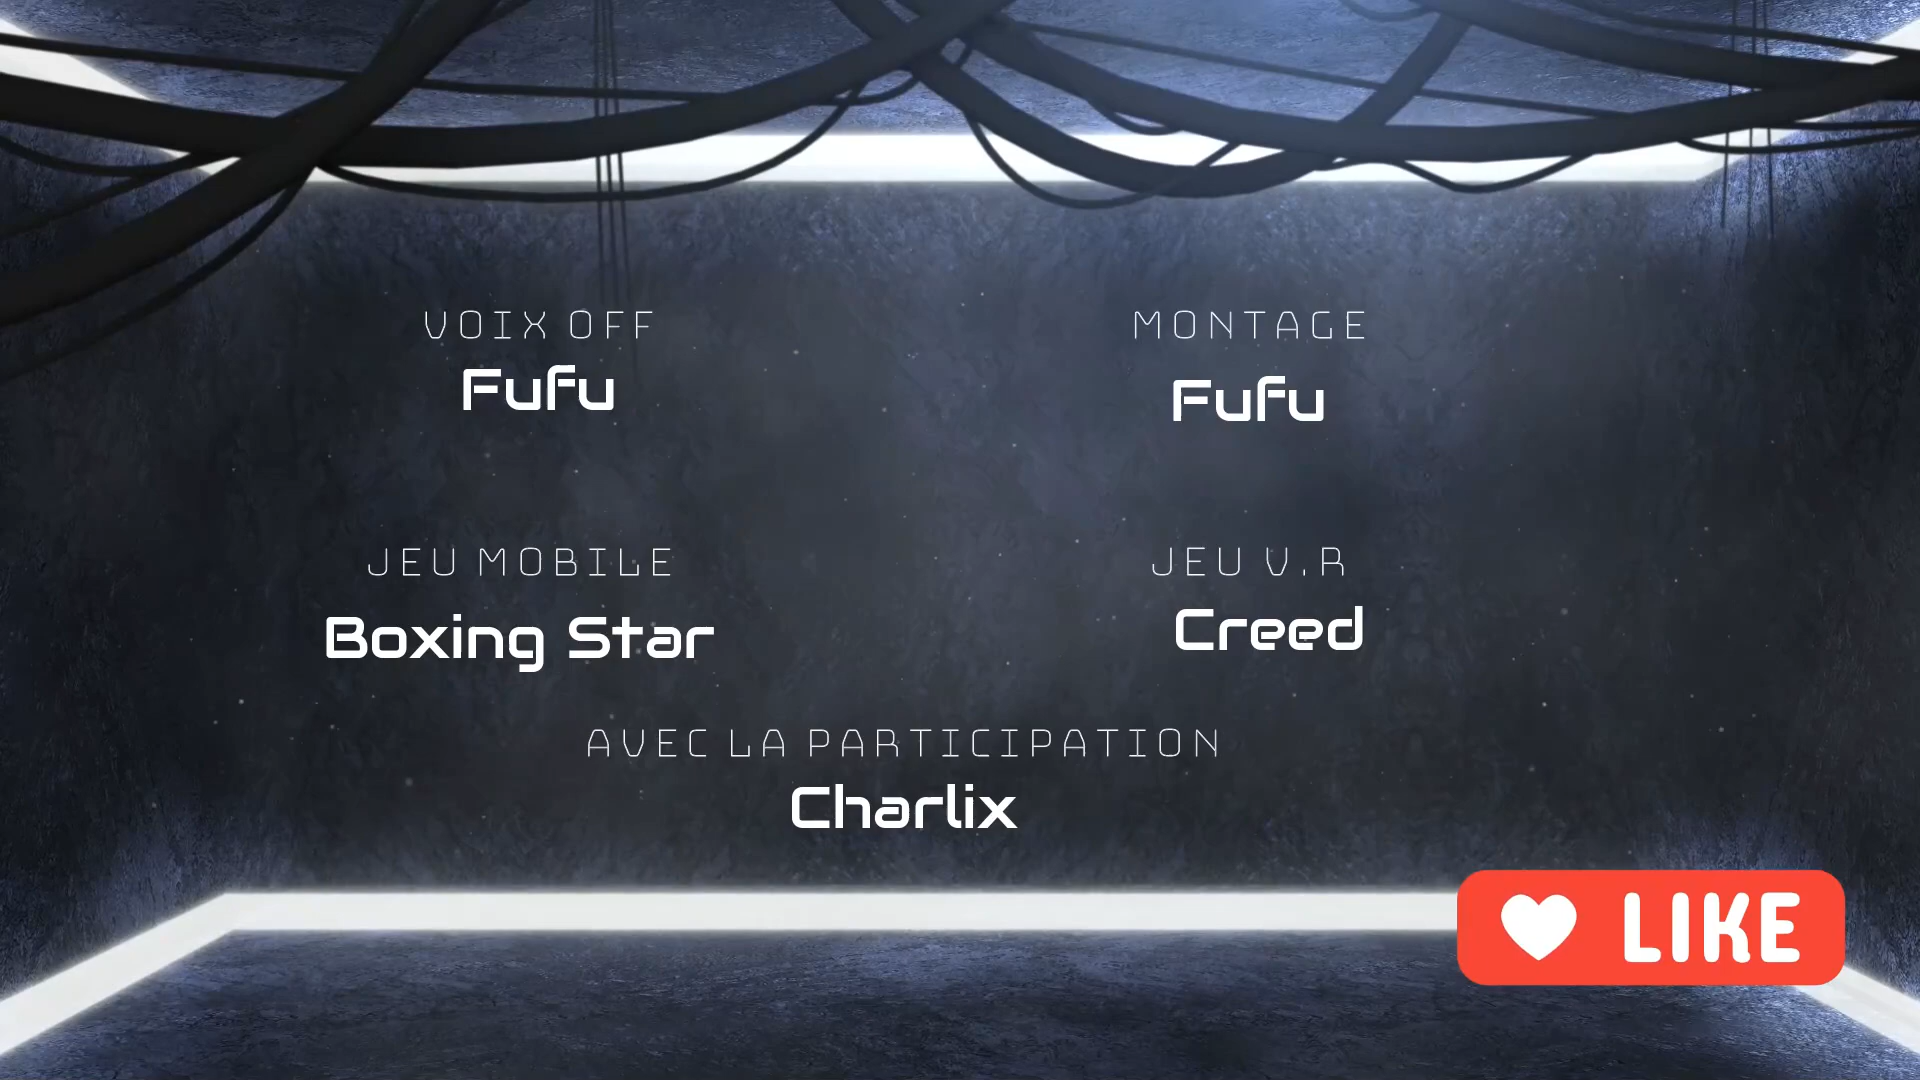 VOIX OFF
Fufu
MONTAGE
Fufu
JEU MOBILE
Boxing Star
JEU V.R
Creed
AVEC LA PARTICIPATION
Charlix
LIKE